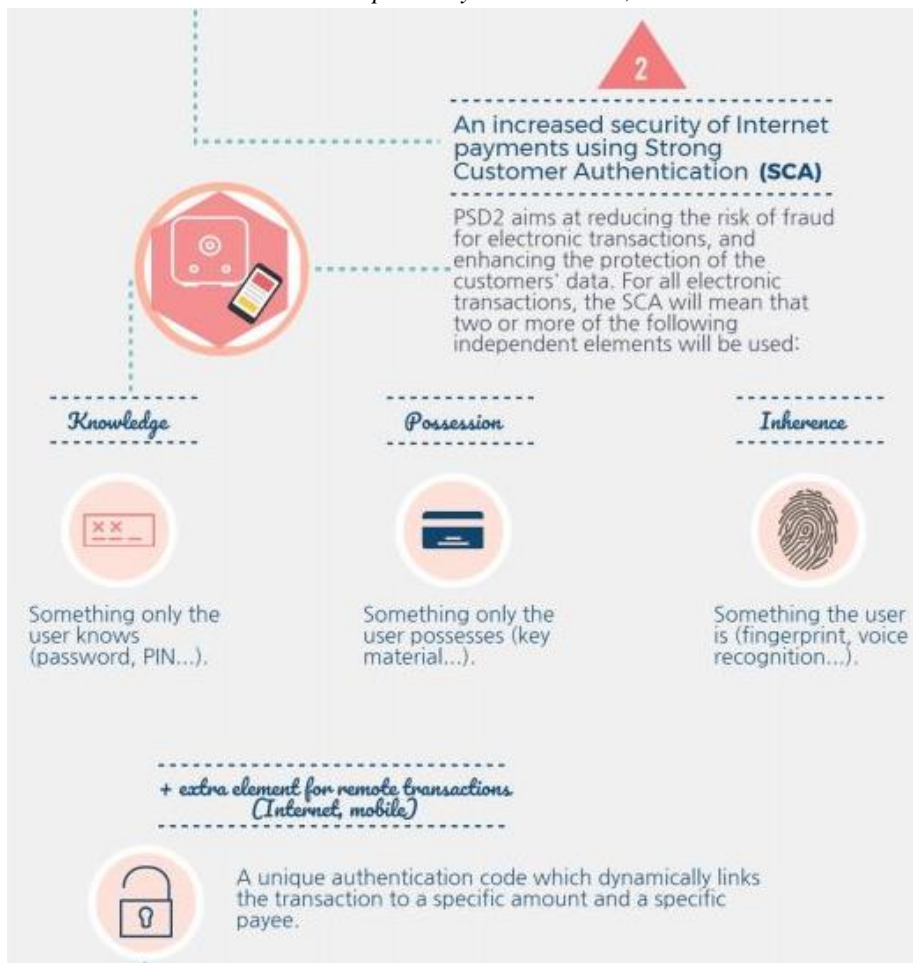 2
An increased security of Internet
payments using Strong
Customer Authentication (SCA)
PSD2 aims at reducing the risk of fraud
for electronic transactions, and
enhancing the protection of the
customers' data. For all electronic
transactions, the SCA will mean that
two or more of the following
independent elements will be used:
Knowledge
Possession
Inherence
Something only the
user knows
(password, PIN...).
Something only the
user possesses (key
material...).
Something the user
is (fingerprint, voice
recognition...).
+ extra element for remote transactions
(Internet, mobile)
A unique authentication code which dynamically links
the transaction to a specific amount and a specific
payee.